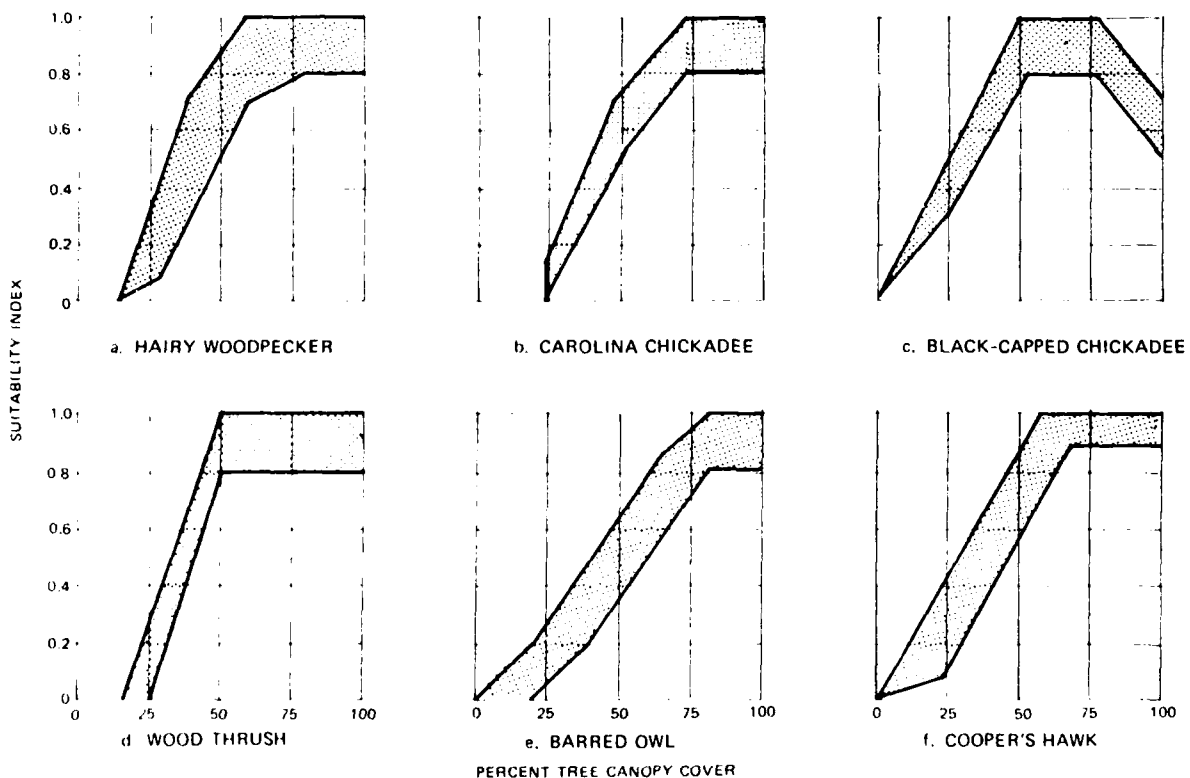 1.0
0.8
0.6
0.4
0.2
0
a. HAIRY WOODPECKER
b. CAROLINA CHICKADEE
c. BLACK-CAPPED CHICKADEE
SUITABILITY INDEX
1.0
0.8
0.6
0.4
0.2
0
0 25 50 75 100
0 25 50 75 100
0 25 50 75 100
d. WOOD THRUSH
e. BARRED OWL
f. COOPER'S HAWK
PERCENT TREE CANOPY COVER